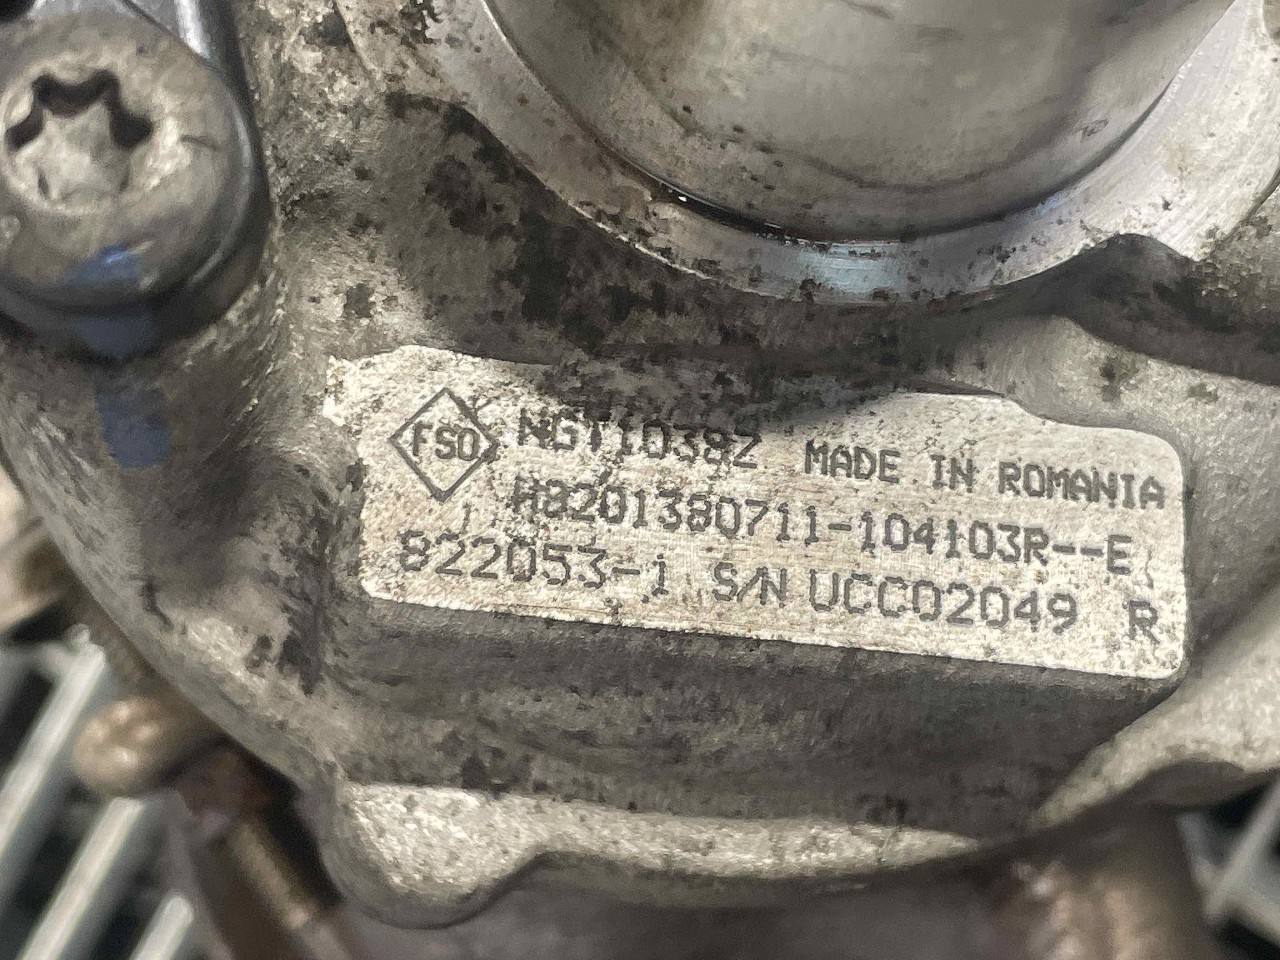 FSO NGT1038Z MADE IN ROMANIA
H8201380711-104103R--E
822053-1 S/N UCC02049 R